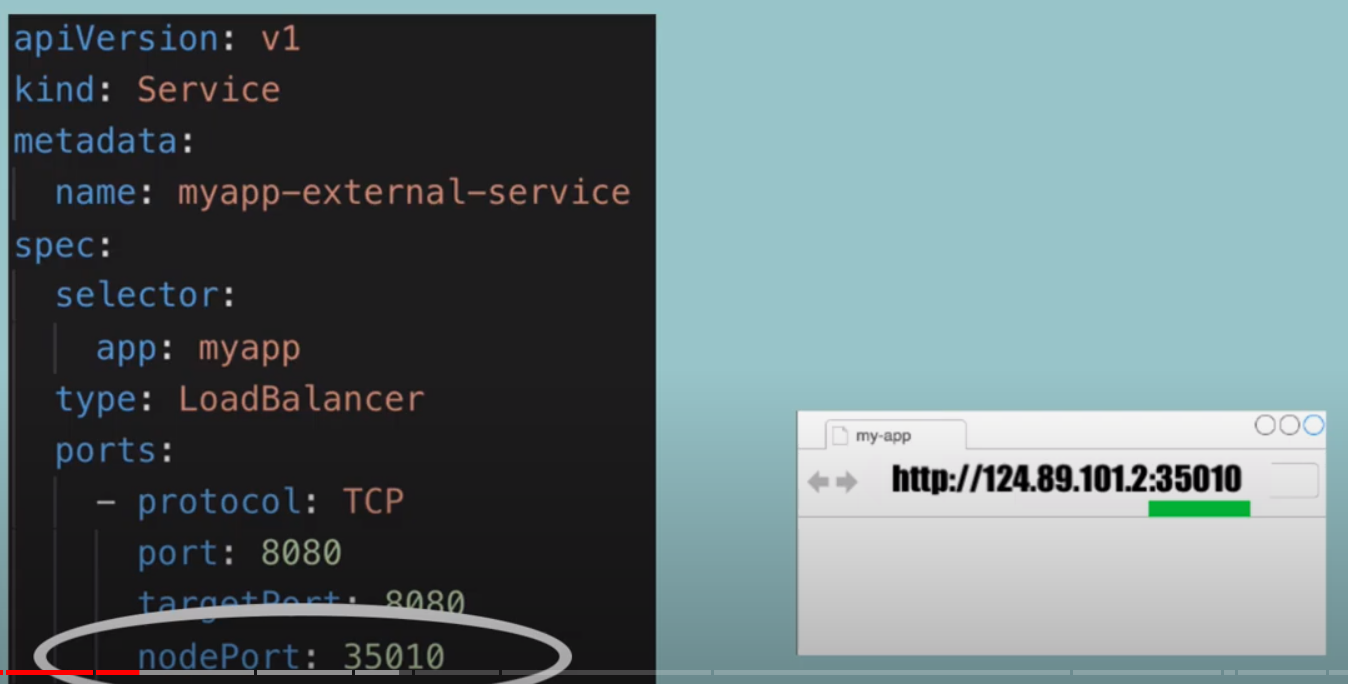 apiVersion: v1
kind: Service
metadata:
name: myapp-external-service
spec:
selector:
app: myapp
type: LoadBalancer
ports:
- protocol: TCP
port: 8080
targetPort: 8080
nodePort: 35010
my-app
http://124.89.101.2:35010